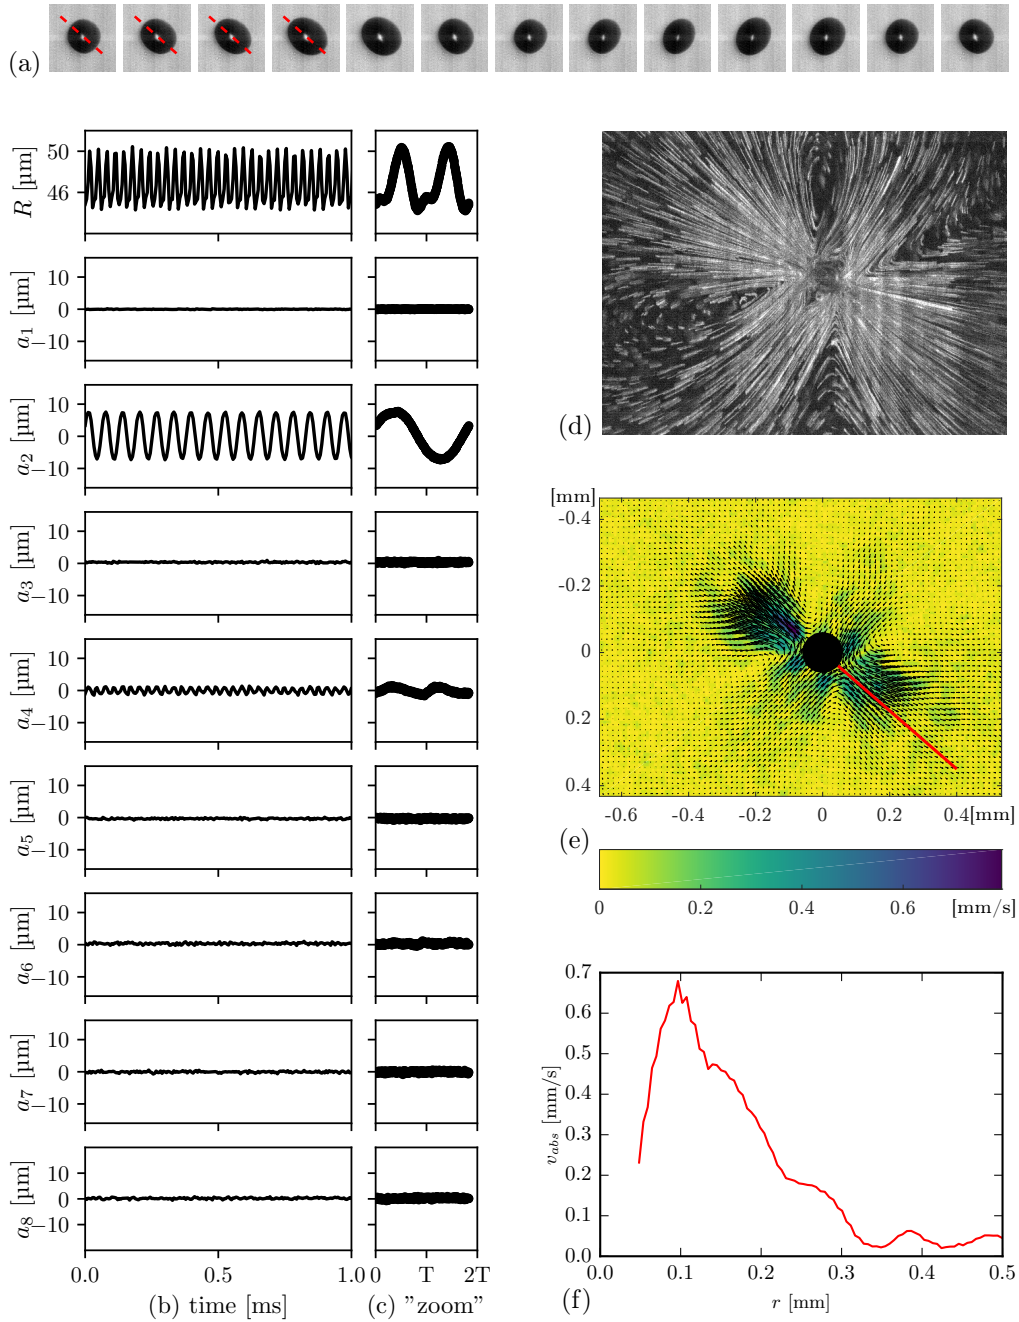 (a)
50
46
R [µm]
10
0
−10
a1 [µm]
10
0
−10
a2 [µm]
10
0
−10
a3 [µm]
10
0
−10
a4 [µm]
10
0
−10
a5 [µm]
10
0
−10
a6 [µm]
10
0
−10
a7 [µm]
10
0
−10
a8 [µm]
0.0 0.5 1.0
0 T 2T
(b) time [ms]
(c) "zoom"
(d)
[mm]
-0.4
-0.2
0
0.2
0.4
-0.6 -0.4 -0.2 0 0.2 0.4 [mm]
(e)
0 0.2 0.4 0.6 [mm/s]
0.7
0.6
0.5
0.4
0.3
0.2
0.1
0.0
vabs [mm/s]
0.0 0.1 0.2 0.3 0.4 0.5
(f)
r [mm]